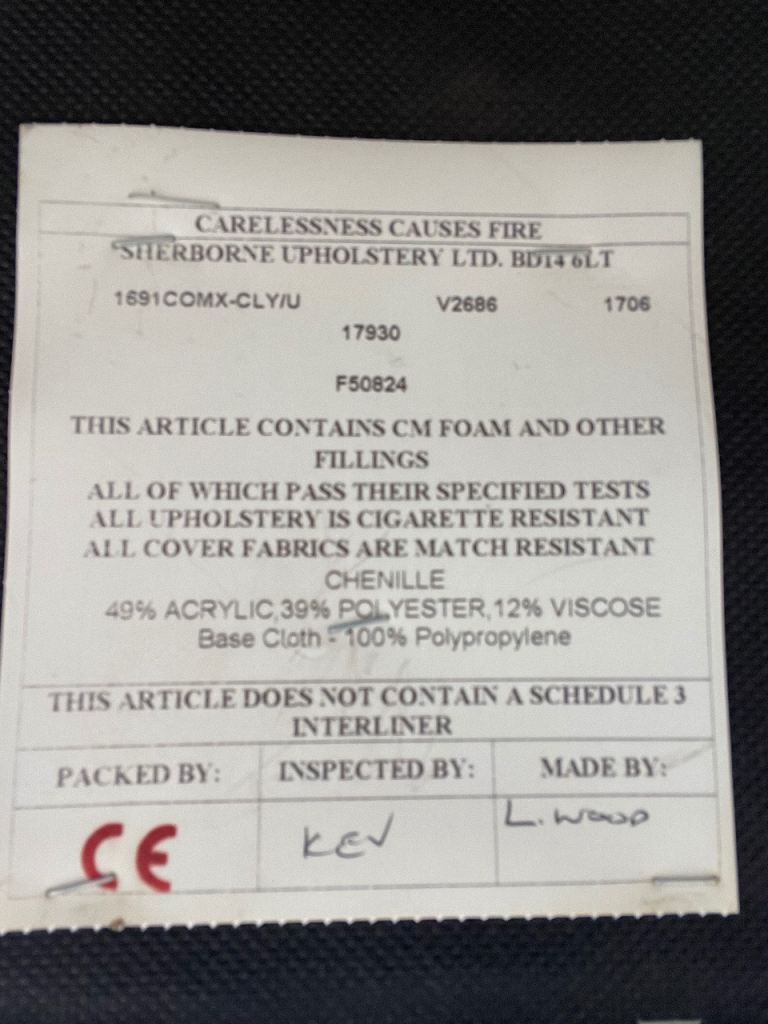 CARELESSNESS CAUSES FIRE
SHERBORNE UPHOLSTERY LTD. BD14 6LT
1691COMX-CLY/U V2686 1706
17930
F50824
THIS ARTICLE CONTAINS CM FOAM AND OTHER
FILLINGS
ALL OF WHICH PASS THEIR SPECIFIED TESTS
ALL UPHOLSTERY IS CIGARETTE RESISTANT
ALL COVER FABRICS ARE MATCH RESISTANT
CHENILLE
49% ACRYLIC,39% POLYESTER,12% VISCOSE
Base Cloth - 100% Polypropylene
THIS ARTICLE DOES NOT CONTAIN A SCHEDULE 3
INTERLINER
PACKED BY: INSPECTED BY: MADE BY:
CE KEV L. WOOD